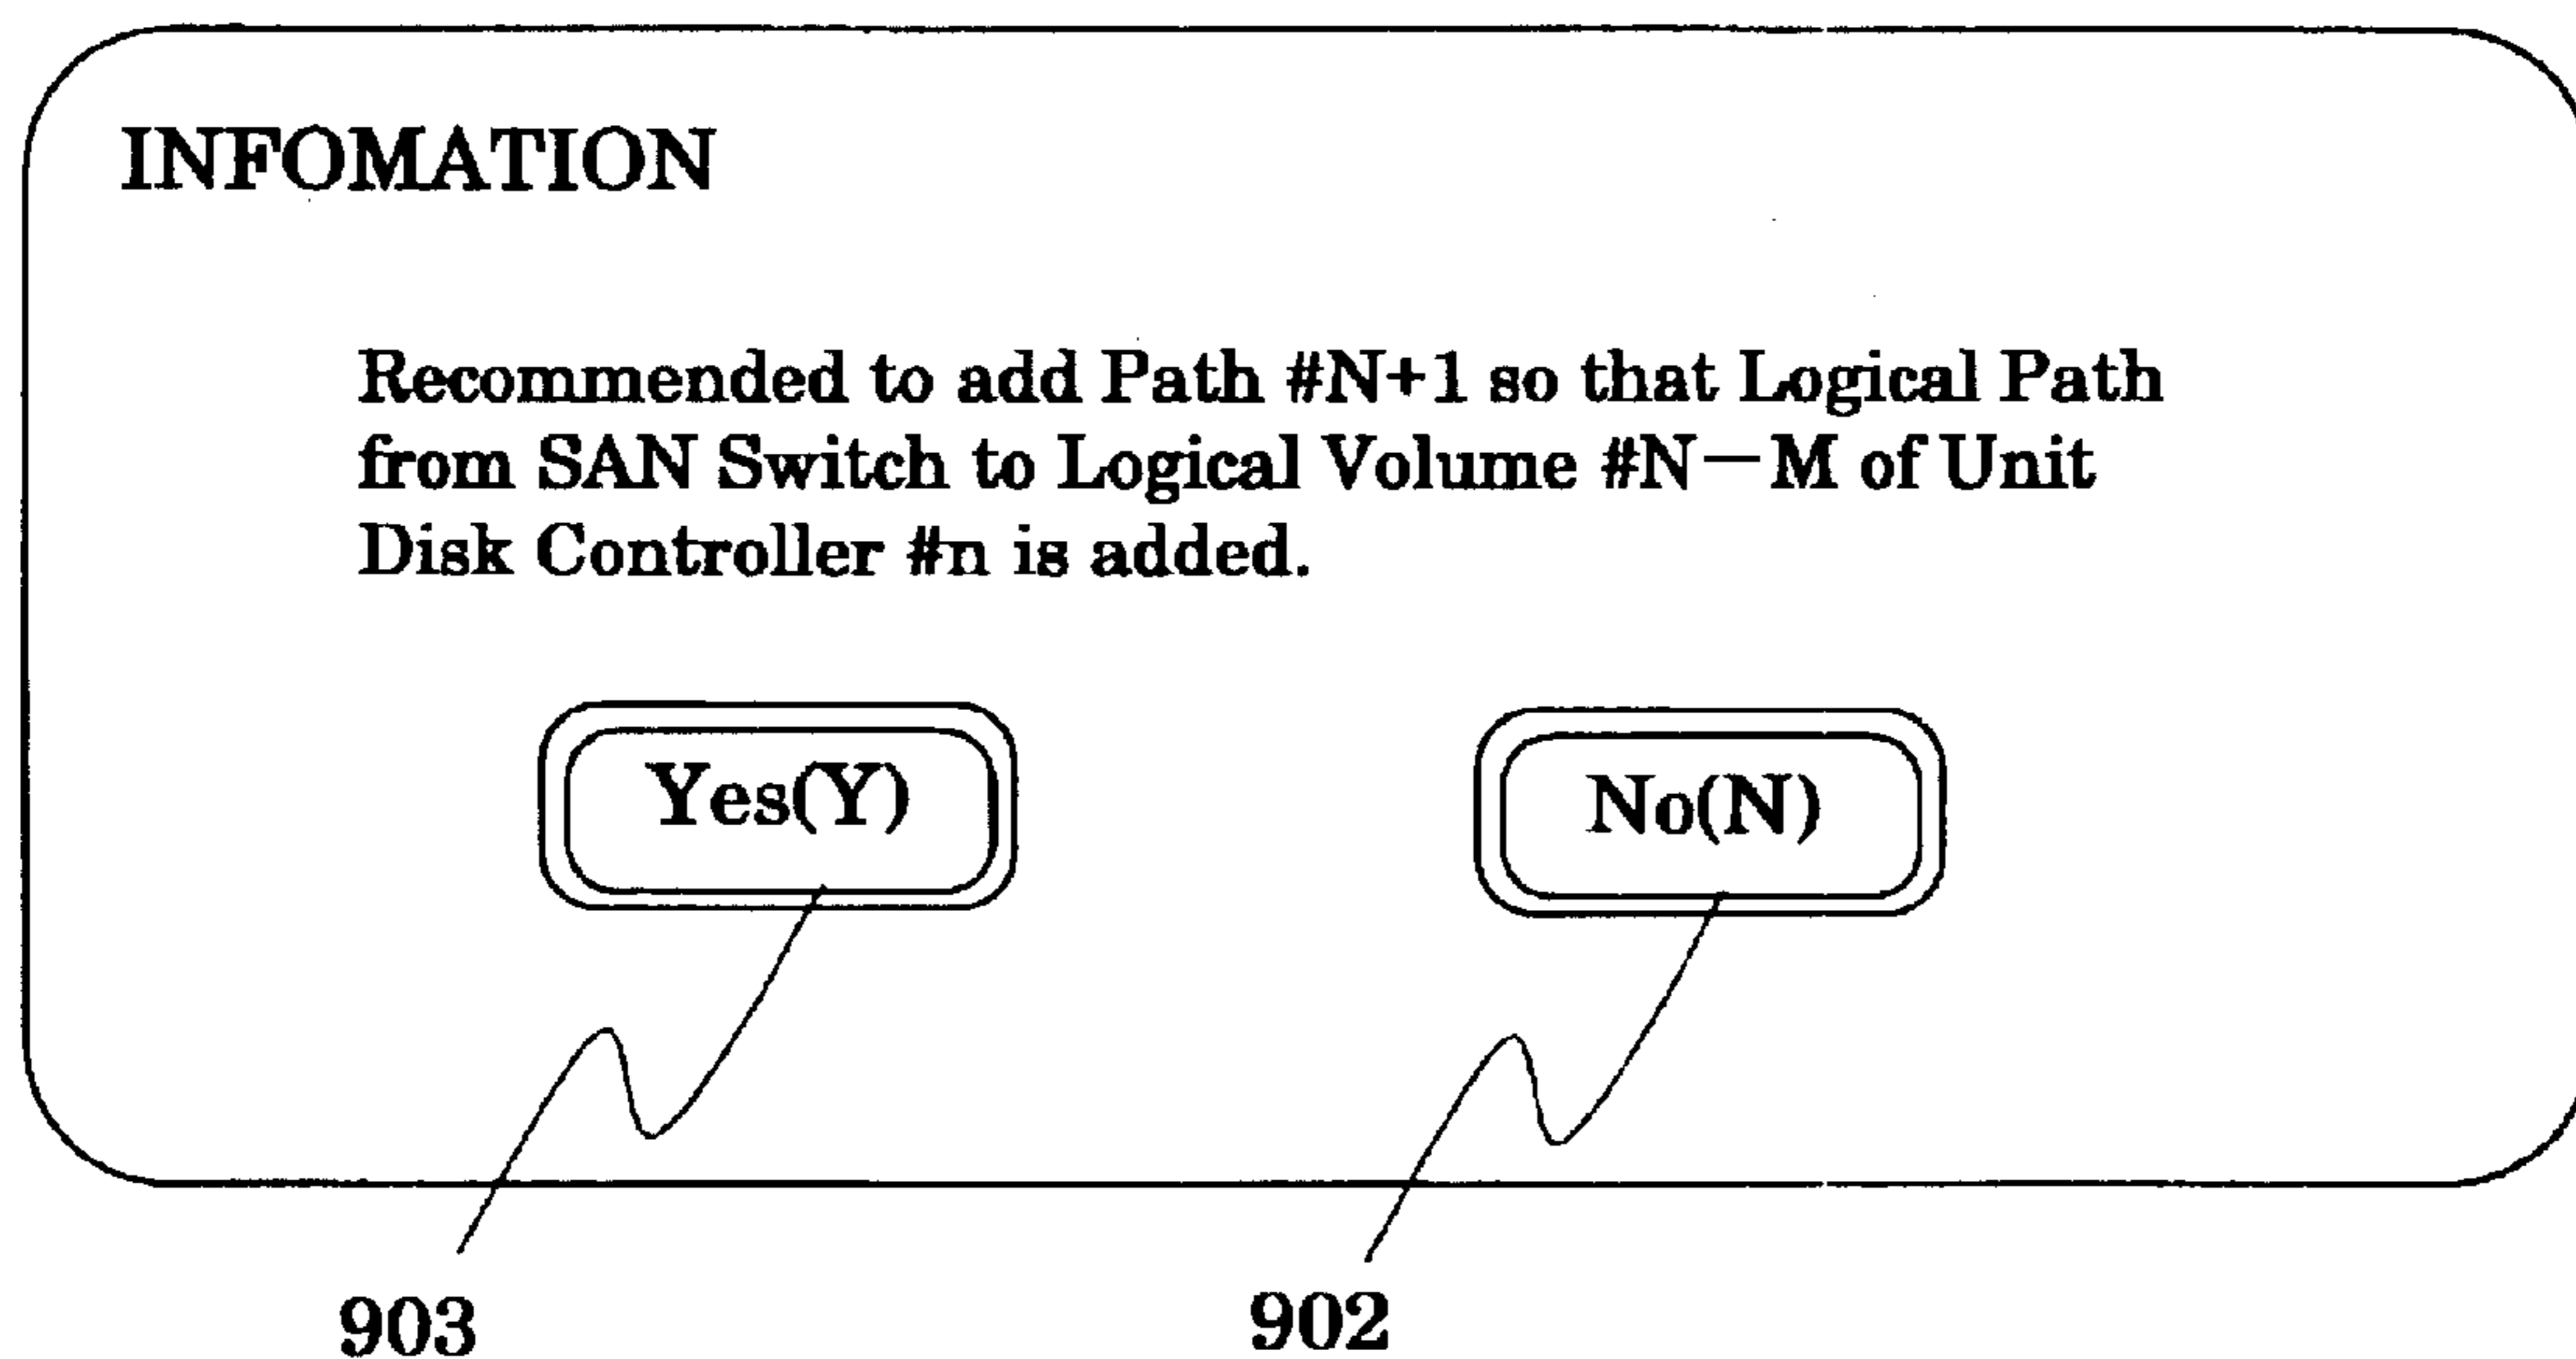 INFOMATION
Recommended to add Path #N+1 so that Logical Path
from SAN Switch to Logical Volume #N—M of Unit
Disk Controller #n is added.
Yes(Y)
No(N)
903
902